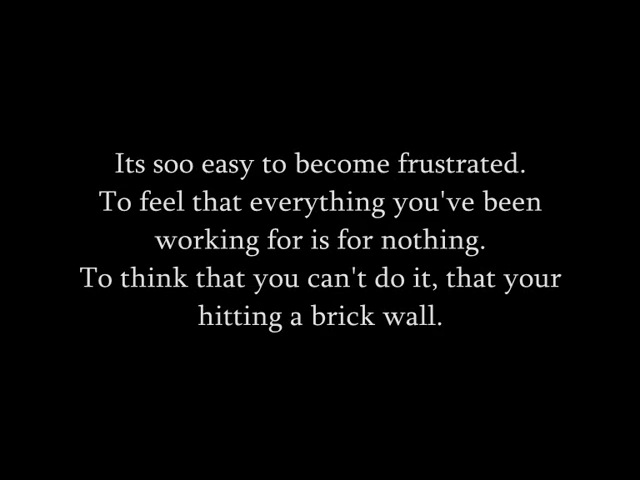 Its soo easy to become frustrated.
To feel that everything you've been
working for is for nothing.
To think that you can't do it, that your
hitting a brick wall.